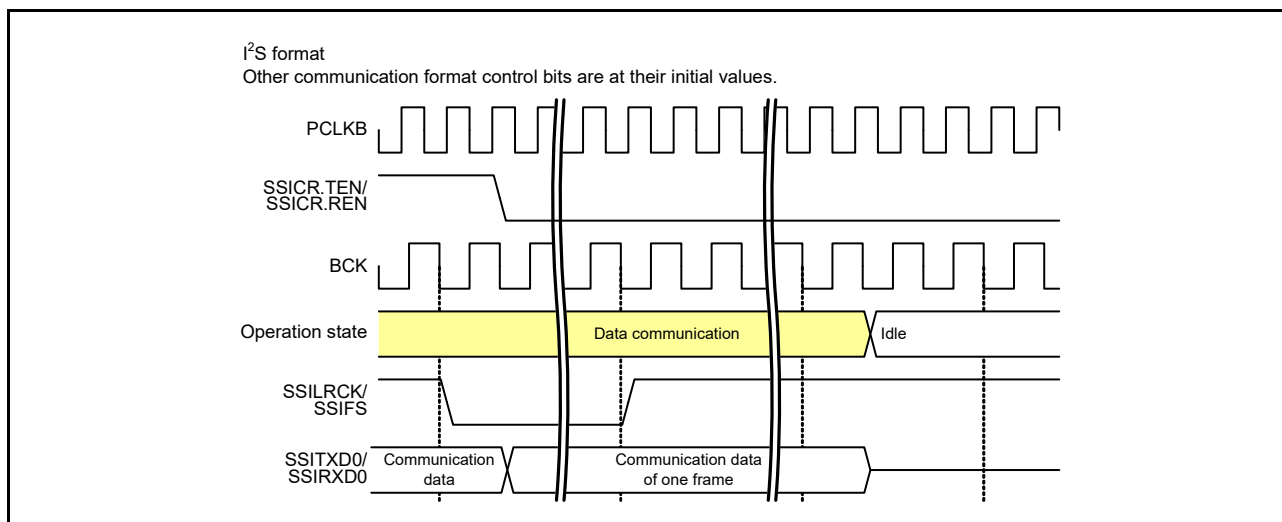 I²S format
Other communication format control bits are at their initial values.
PCLKB
SSICR.TEN/
SSICR.REN
BCK
Operation state
Data communication
Idle
SSILRCK/
SSIFS
SSITXD0/
SSIRXD0
Communication
data
Communication data
of one frame